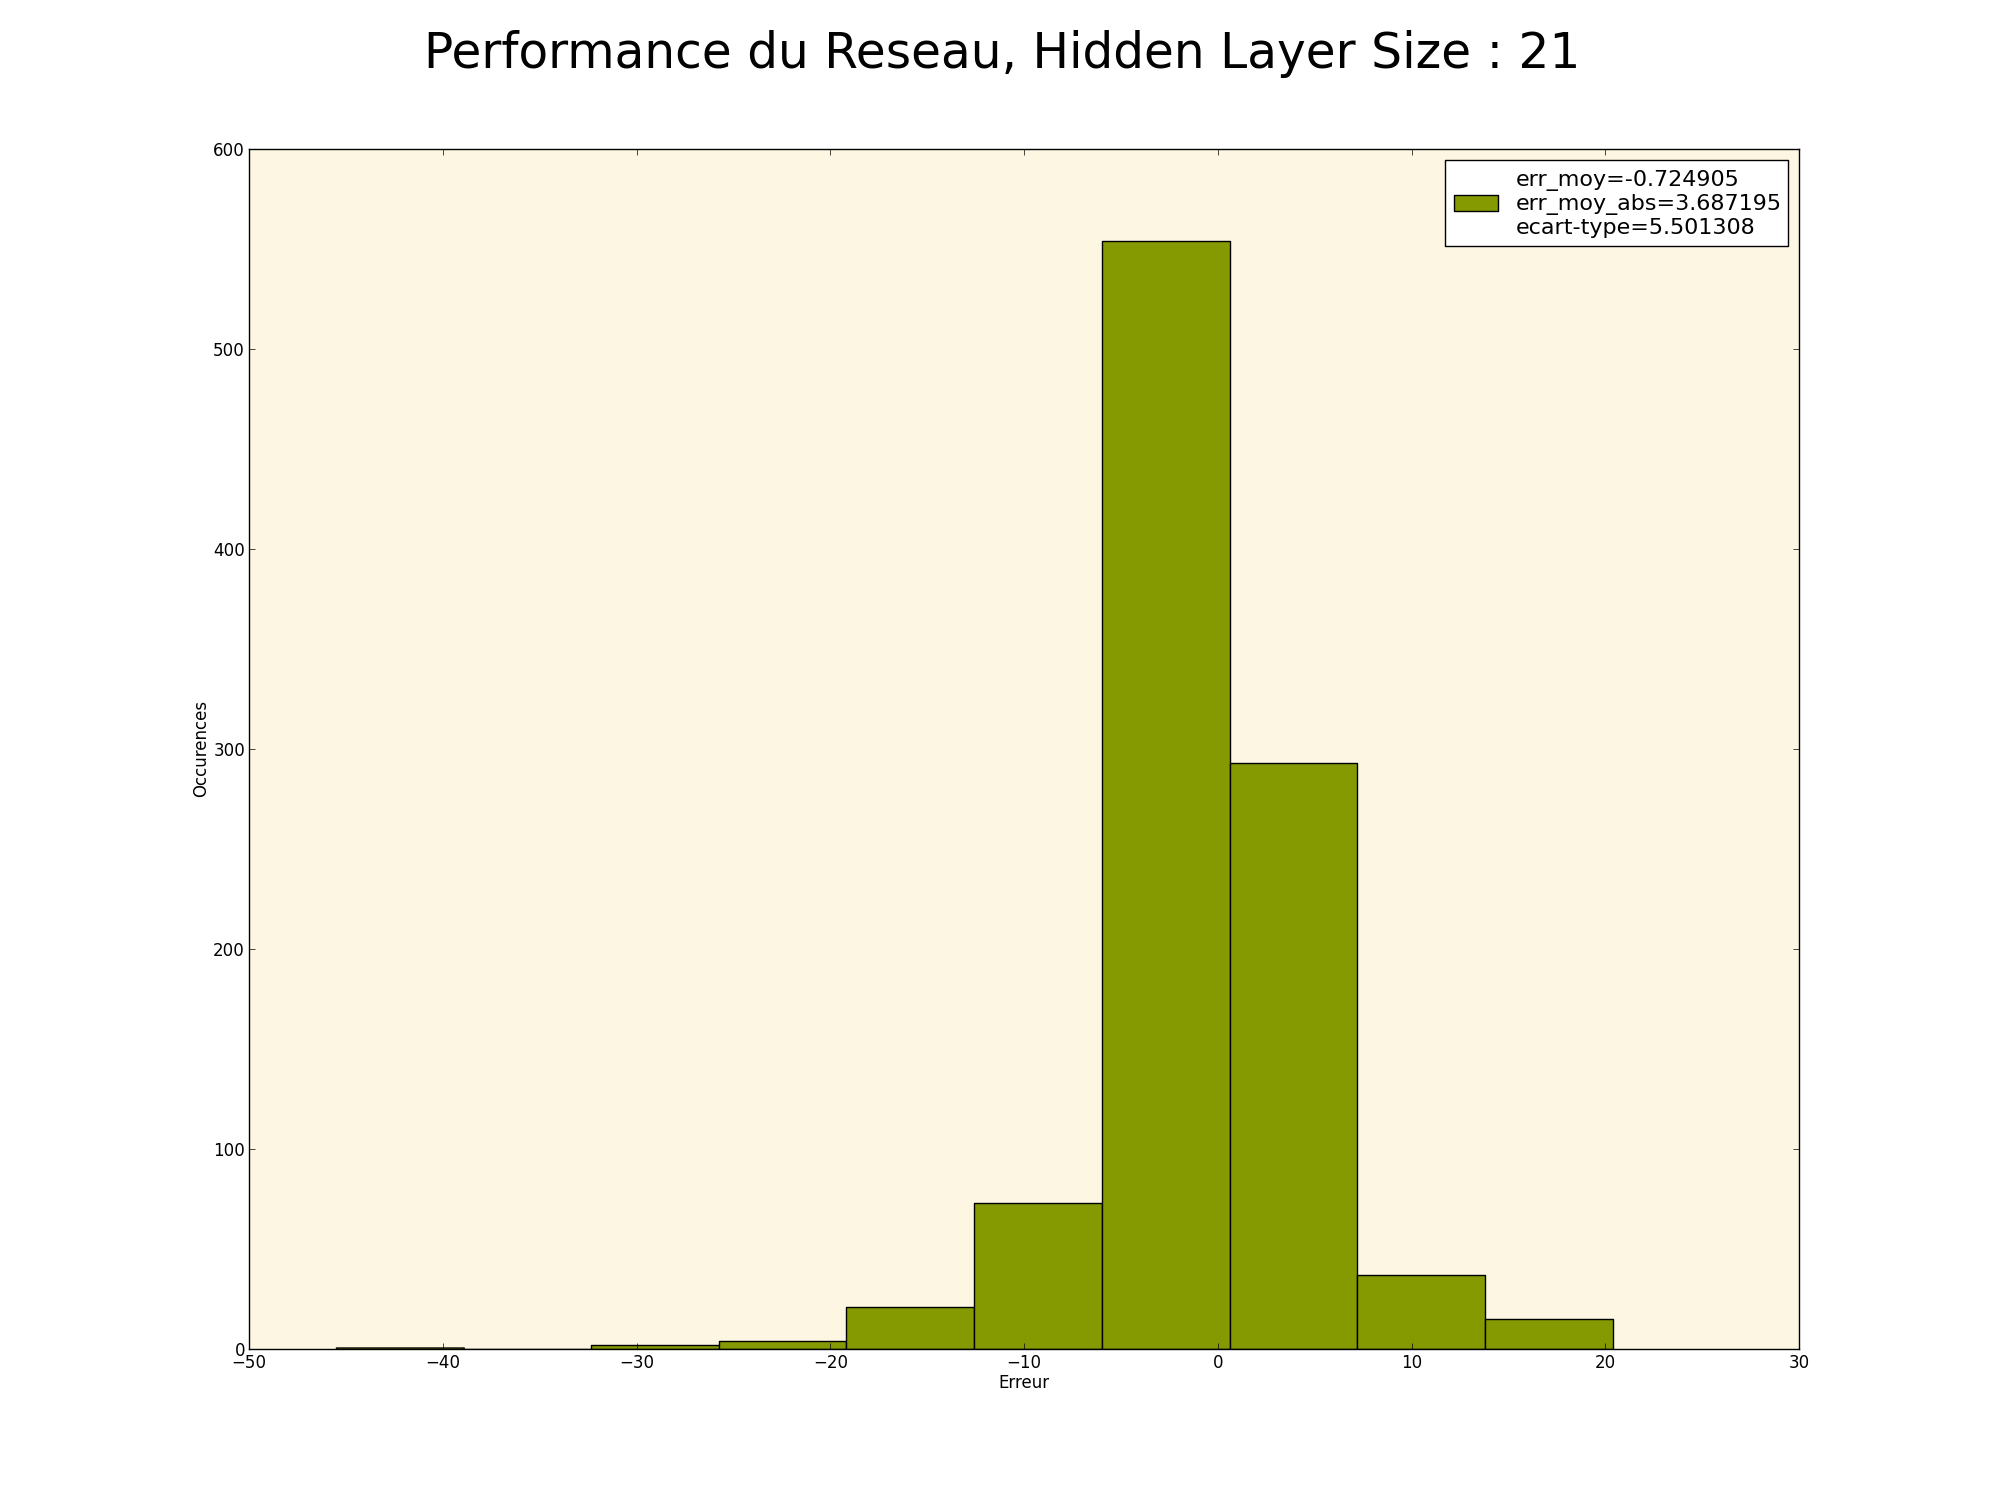 Performance du Reseau, Hidden Layer Size : 21
err_moy=-0.724905
err_moy_abs=3.687195
ecart-type=5.501308
600
500
400
300
200
100
0
Occurences
−50 −40 −30 −20 −10 0 10 20 30
Erreur